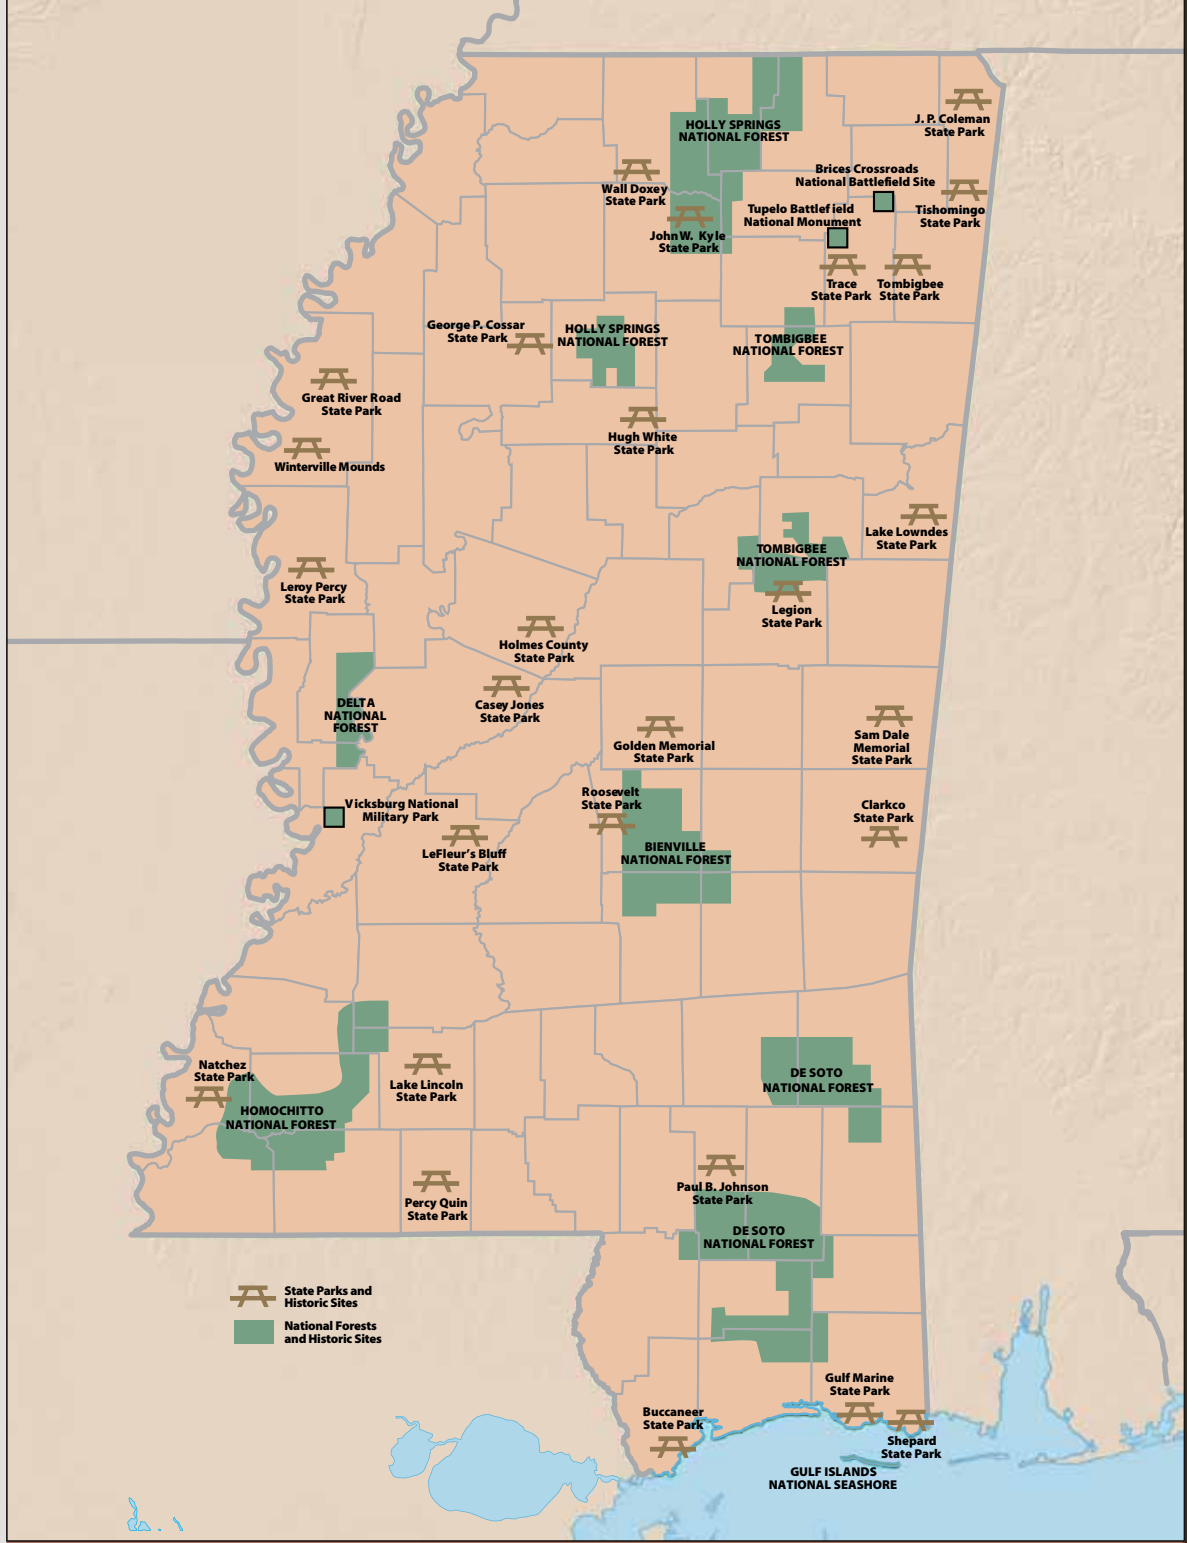 HOLLY SPRINGS
NATIONAL FOREST
J. P. Coleman
State Park
Brices Crossroads
National Battlefield Site
Wall Doxey
State Park
Tupelo Battlefield
National Monument
Tishomingo
State Park
John W. Kyle
State Park
Trace
State Park
Tombigbee
State Park
George P. Cossar
State Park
HOLLY SPRINGS
NATIONAL FOREST
TOMBIGBEE
NATIONAL FOREST
Great River Road
State Park
Hugh White
State Park
Winterville Mounds
Lake Lowndes
State Park
TOMBIGBEE
NATIONAL FOREST
Leroy Percy
State Park
Legion
State Park
Holmes County
State Park
DELTA
NATIONAL
FOREST
Casey Jones
State Park
Golden Memorial
State Park
Sam Dale
Memorial
State Park
Roosevelt
State Park
Vicksburg National
Military Park
Clarkco
State Park
LeFleur's Bluff
State Park
BIENVILLE
NATIONAL FOREST
Natchez
State Park
Lake Lincoln
State Park
DE SOTO
NATIONAL FOREST
HOMOCHITTO
NATIONAL FOREST
Paul B. Johnson
State Park
Percy Quin
State Park
DE SOTO
NATIONAL FOREST
State Parks and
Historic Sites
National Forests
and Historic Sites
Gulf Marine
State Park
Buccaneer
State Park
Shepard
State Park
GULF ISLANDS
NATIONAL SEASHORE